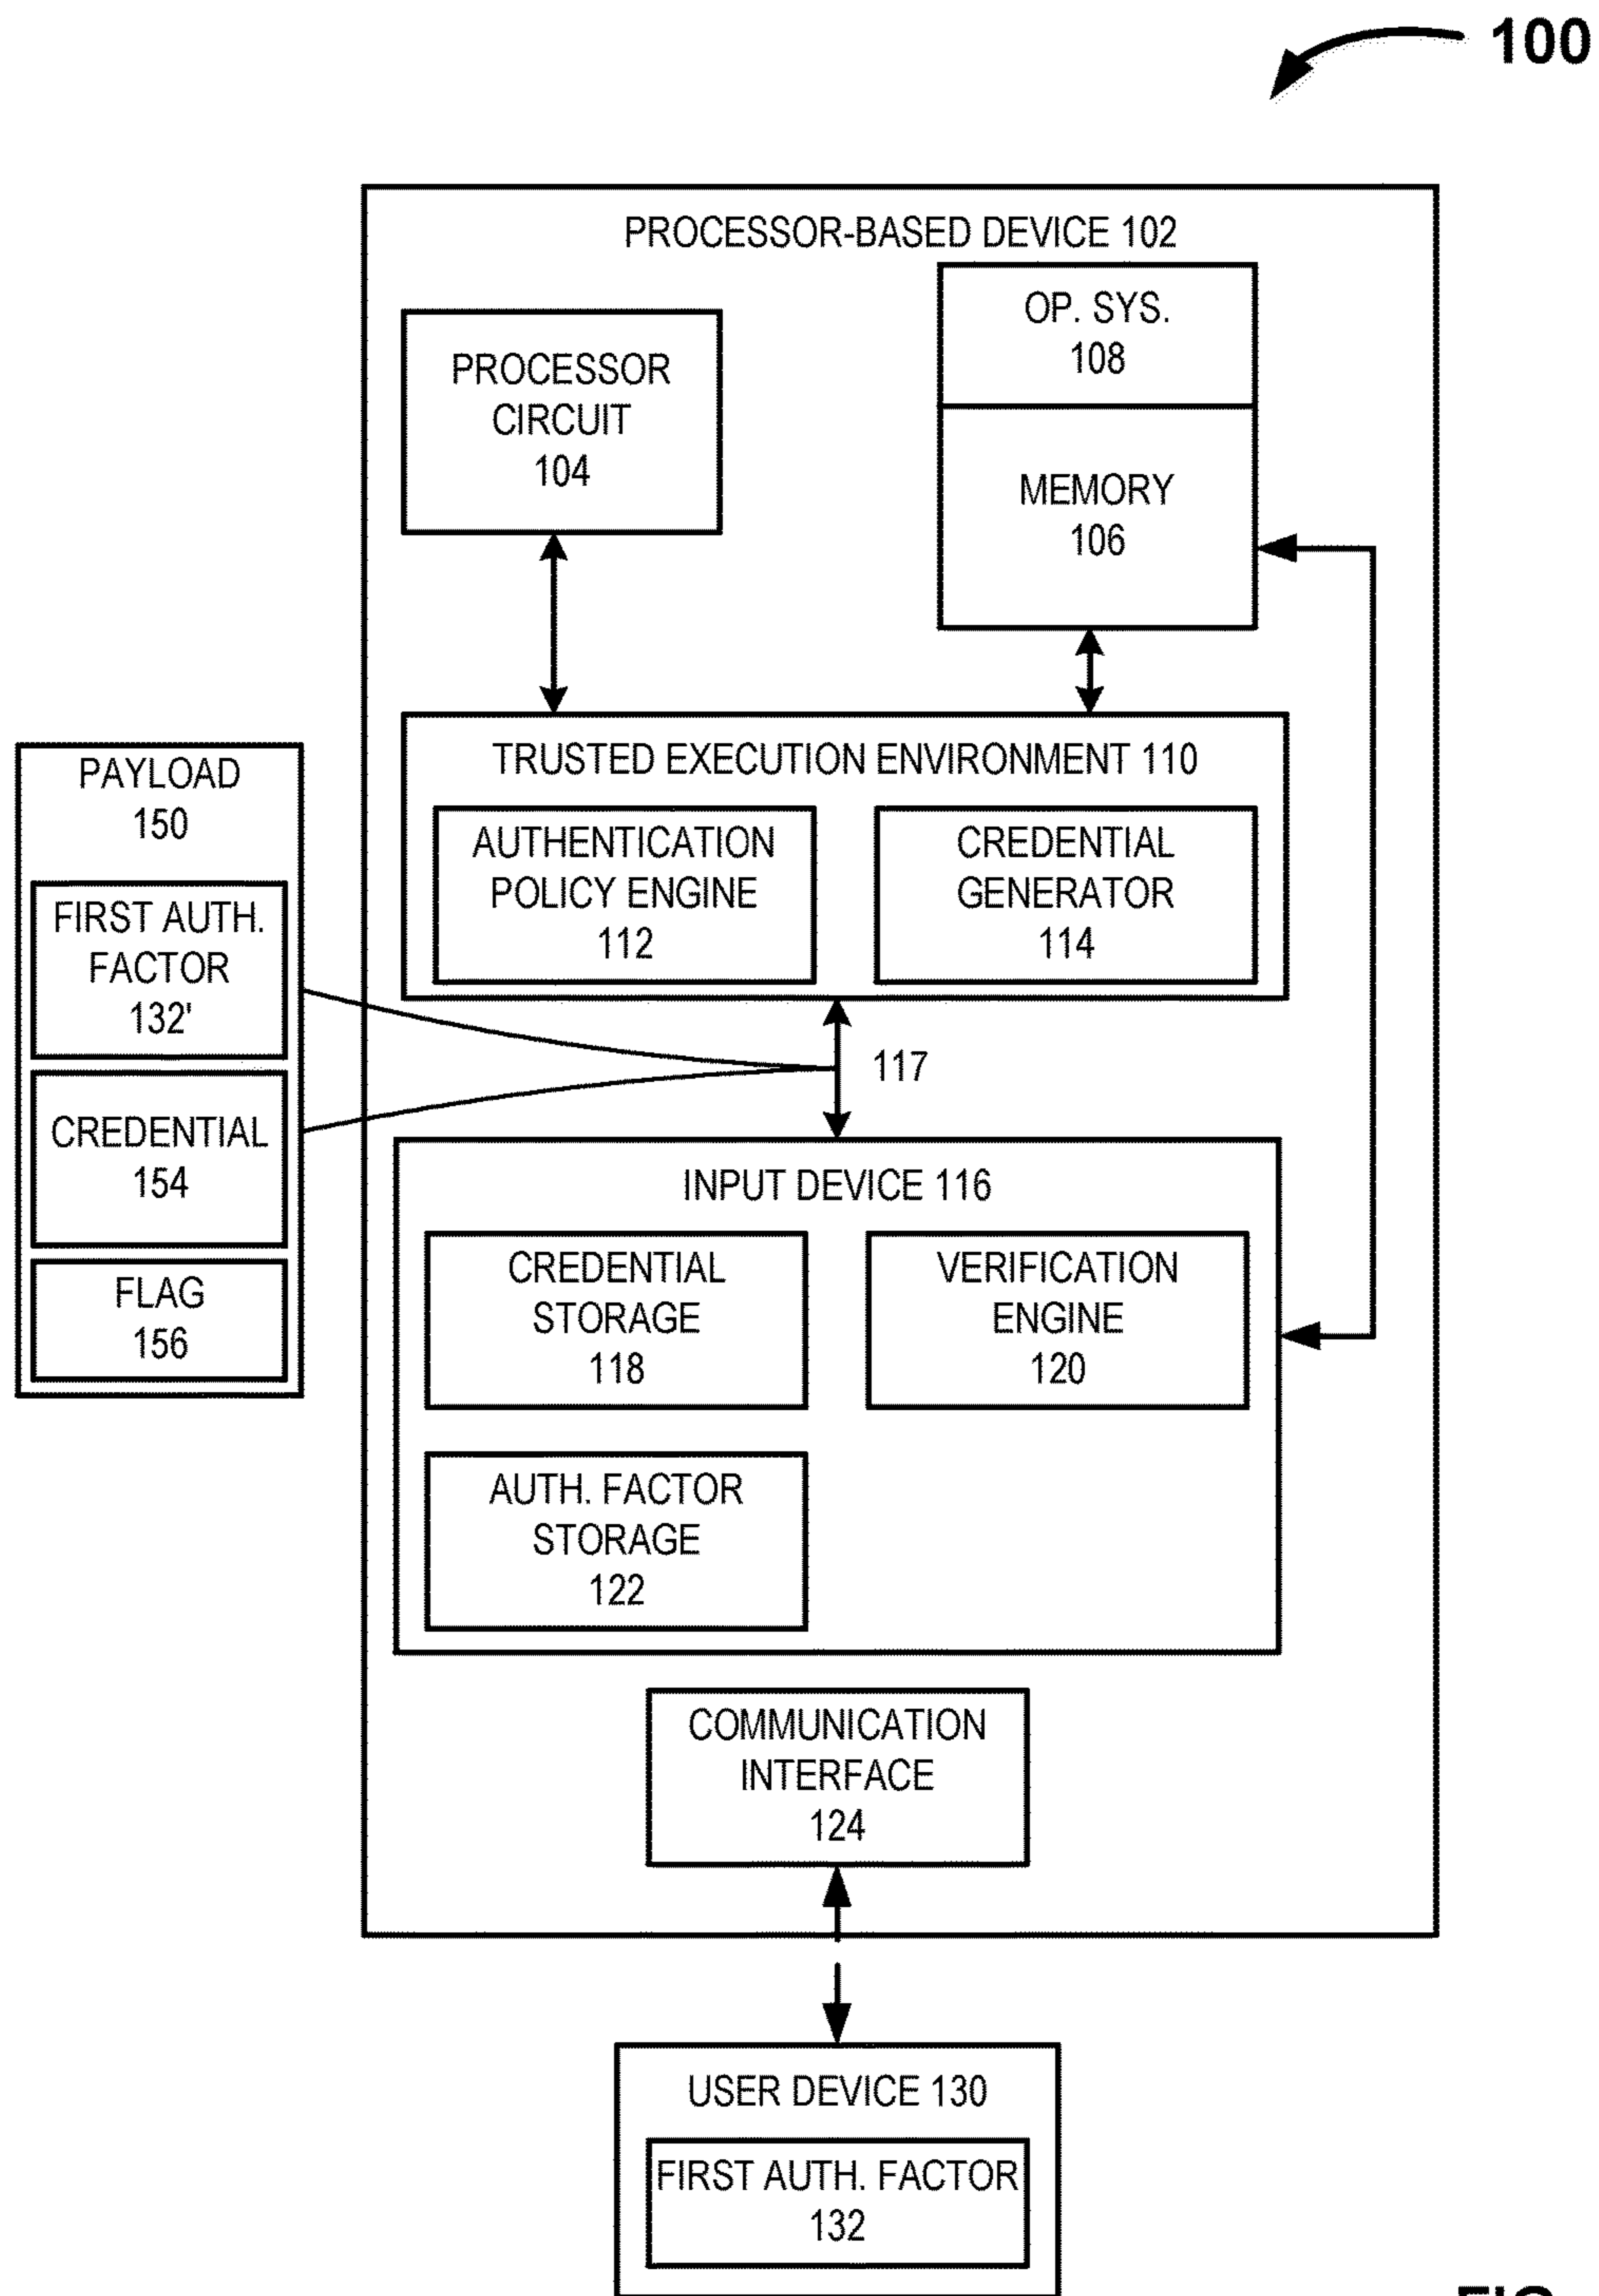 100
PROCESSOR-BASED DEVICE 102
PROCESSOR
CIRCUIT
104
OP. SYS.
108
MEMORY
106
TRUSTED EXECUTION ENVIRONMENT 110
AUTHENTICATION
POLICY ENGINE
112
CREDENTIAL
GENERATOR
114
PAYLOAD
150
FIRST AUTH.
FACTOR
132'
CREDENTIAL
154
FLAG
156
117
INPUT DEVICE 116
CREDENTIAL
STORAGE
118
VERIFICATION
ENGINE
120
AUTH. FACTOR
STORAGE
122
COMMUNICATION
INTERFACE
124
USER DEVICE 130
FIRST AUTH. FACTOR
132